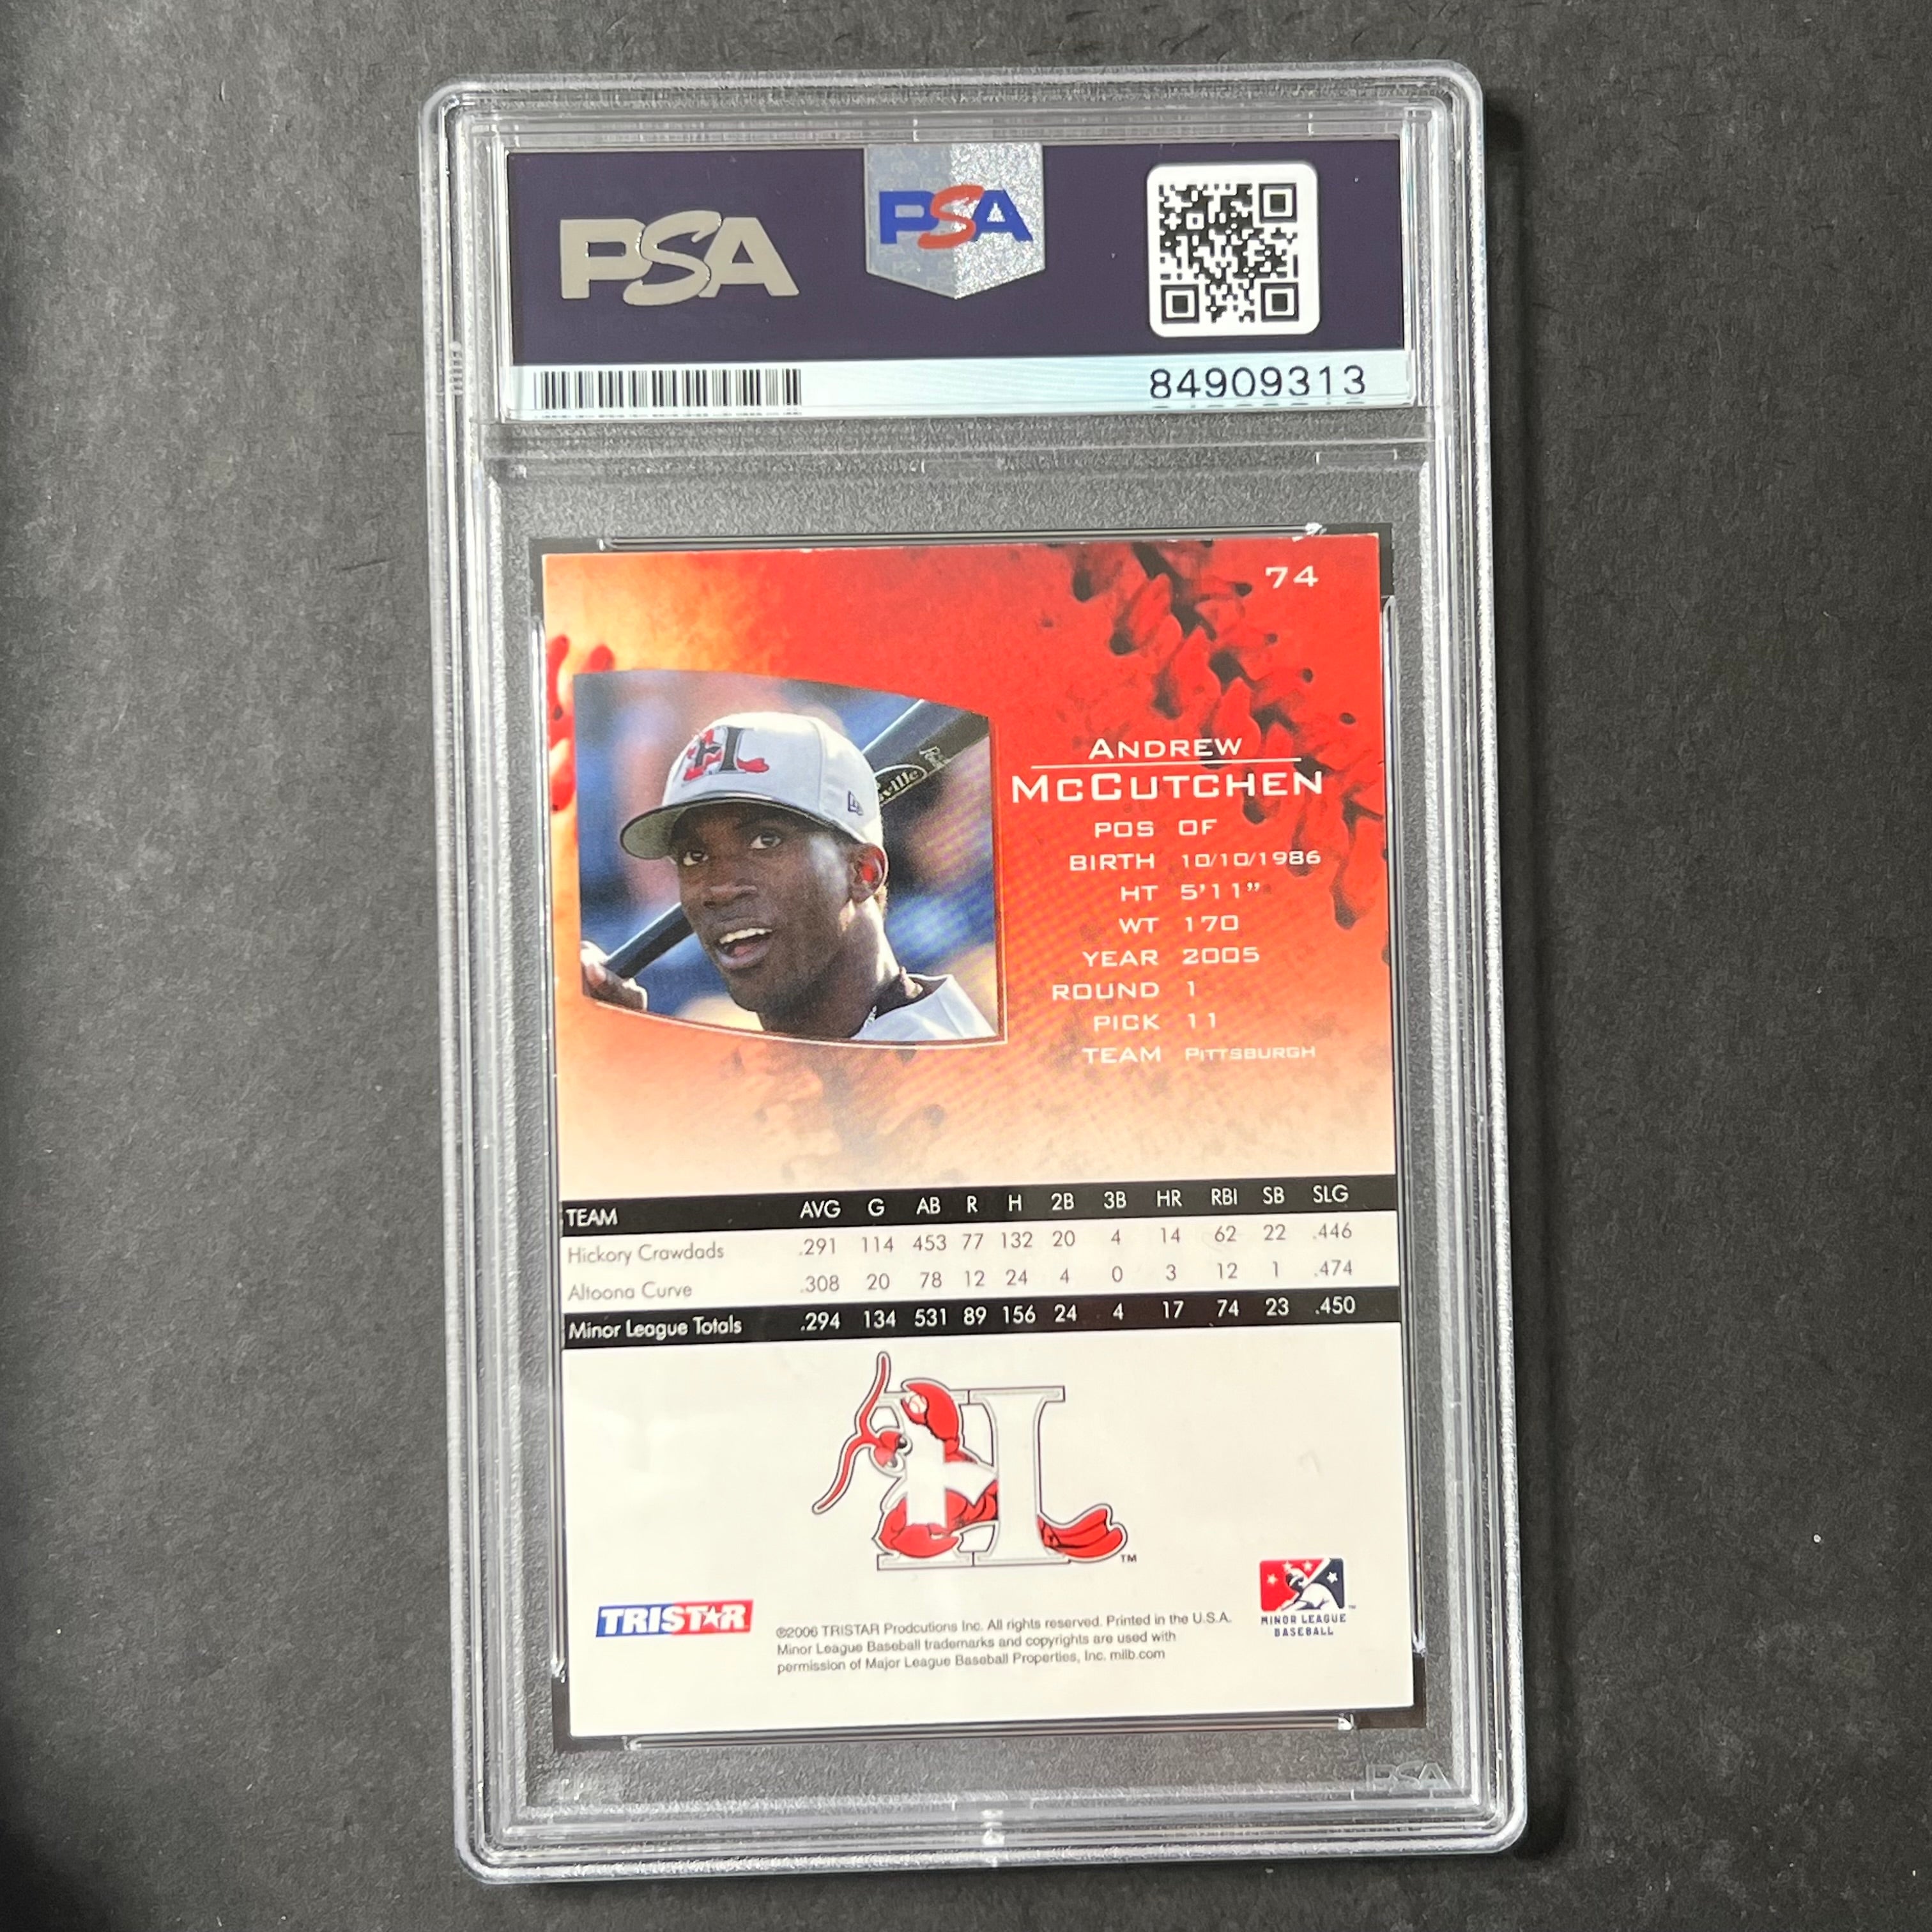 PSA
PSA
84909313
74
ANDREW
MCCUTCHEN
POS OF
BIRTH 10/10/1986
HT 5'11"
WT 170
YEAR 2005
ROUND 1
PICK 11
TEAM PITTSBURGH
TEAM AVG G AB R H 2B 3B HR RBI SB SLG
Hickory Crawdads .291 114 453 77 132 20 4 14 62 22 .446
Altoona Curve .308 20 78 12 24 4 0 3 12 1 .474
Minor League Totals .294 134 531 89 156 24 4 17 74 23 .450
TM
TRISTAR
©2006 TRISTAR Prodcutions Inc. All rights reserved. Printed in the U.S.A.
Minor League Baseball trademarks and copyrights are used with
permission of Major League Baseball Properties, Inc. milb.com
MINOR LEAGUE
BASEBALL
PSA